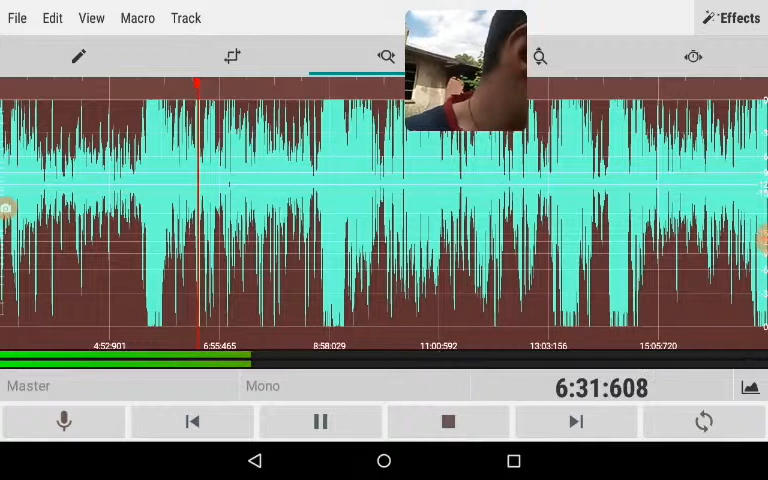 File Edit View Macro Track Effects
4:52:901 6:55:465 8:58:029 11:00:592 13:03:156 15:05:720
Master Mono 6:31:608